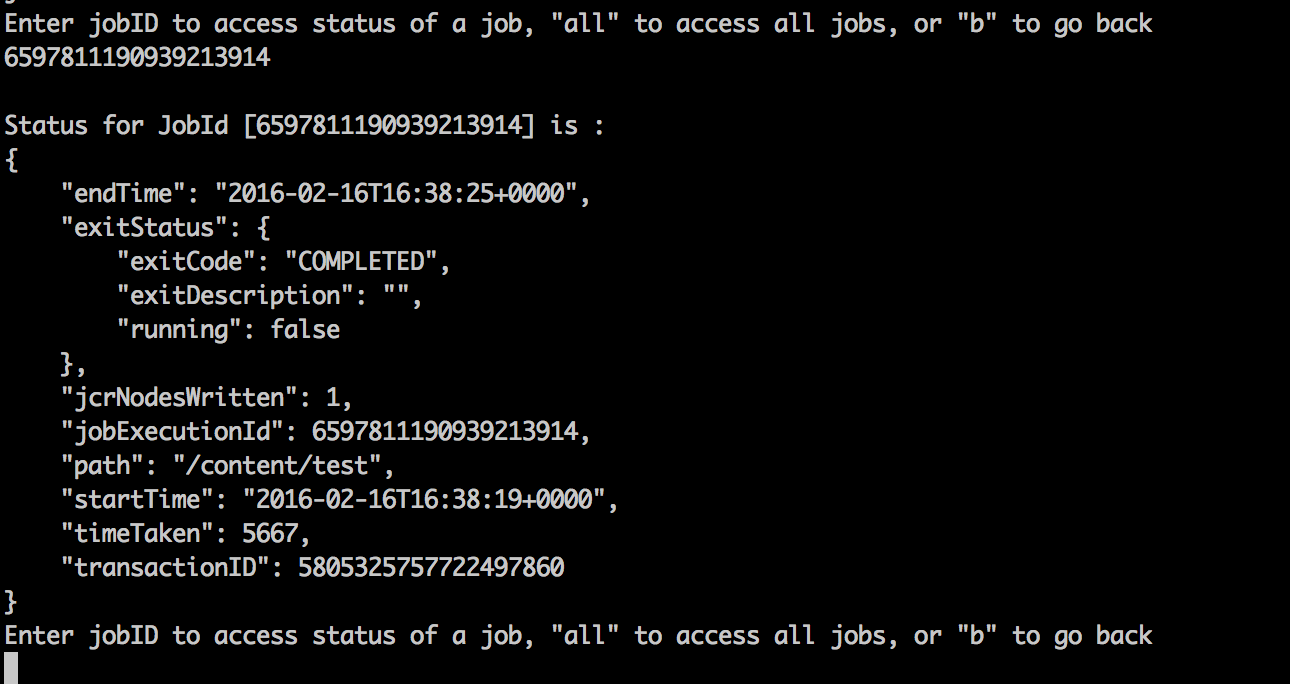 Enter jobID to access status of a job, "all" to access all jobs, or "b" to go back
6597811190939213914
Status for JobId [6597811190939213914] is :
{
    "endTime": "2016-02-16T16:38:25+0000",
    "exitStatus": {
        "exitCode": "COMPLETED",
        "exitDescription": "",
        "running": false
    },
    "jcrNodesWritten": 1,
    "jobExecutionId": 6597811190939213914,
    "path": "/content/test",
    "startTime": "2016-02-16T16:38:19+0000",
    "timeTaken": 5667,
    "transactionID": 5805325757722497860
}
Enter jobID to access status of a job, "all" to access all jobs, or "b" to go back